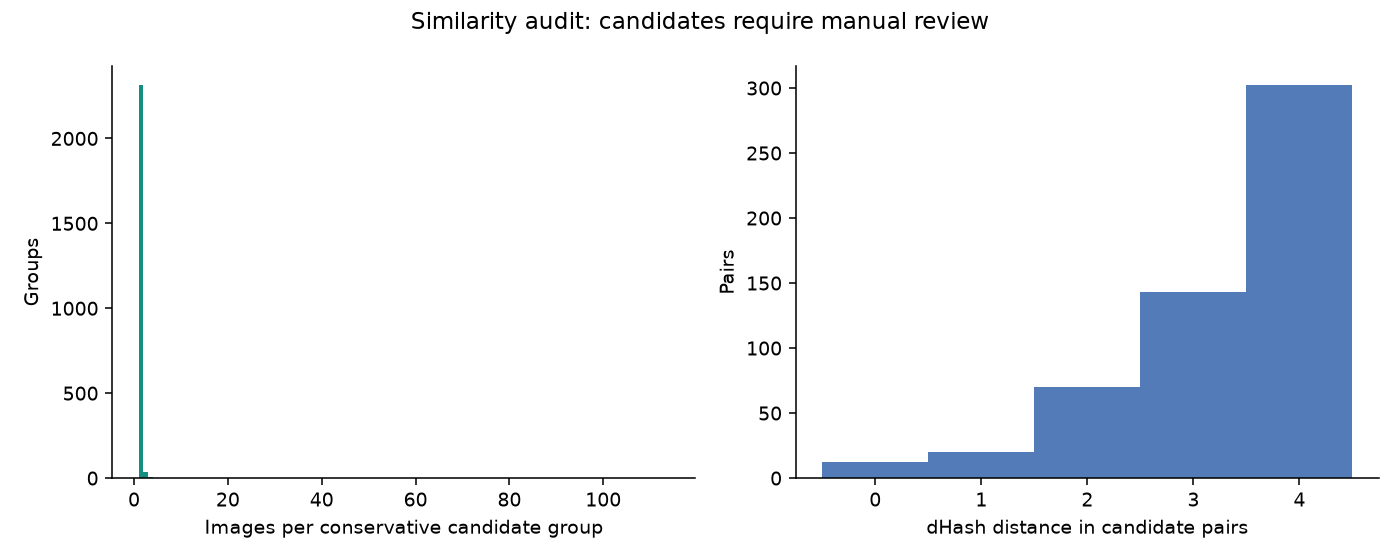 Similarity audit: candidates require manual review
Groups
2000
1500
1000
500
0
0 20 40 60 80 100
Images per conservative candidate group
Pairs
300
250
200
150
100
50
0
0 1 2 3 4
dHash distance in candidate pairs